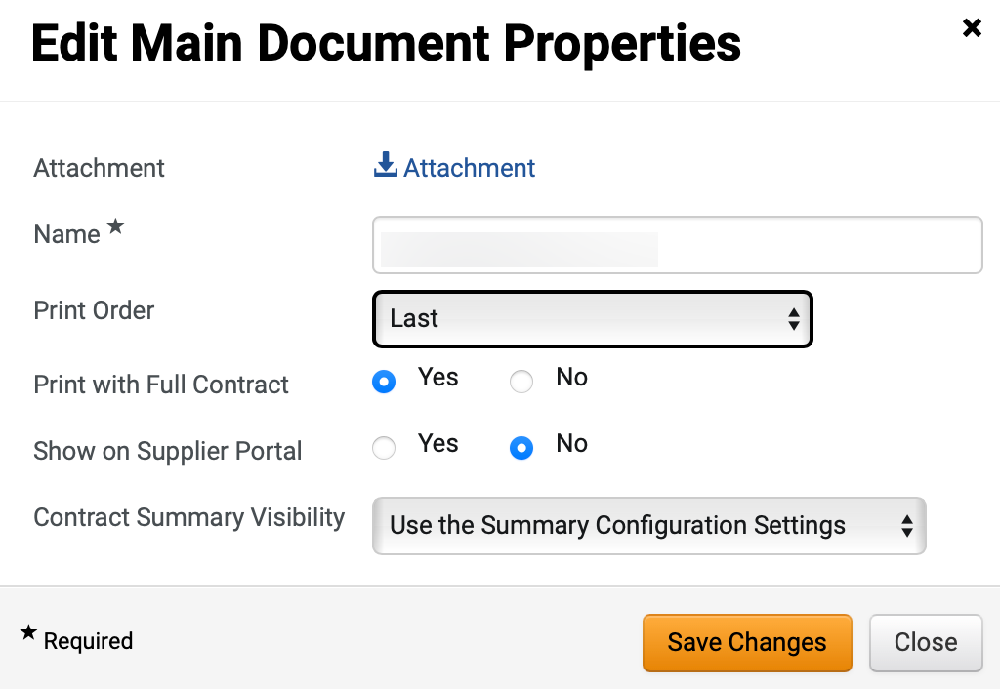 Edit Main Document Properties
Attachment Attachment
Name ★
Print Order Last
Print with Full Contract Yes No
Show on Supplier Portal Yes No
Contract Summary Visibility Use the Summary Configuration Settings
★ Required Save Changes Close